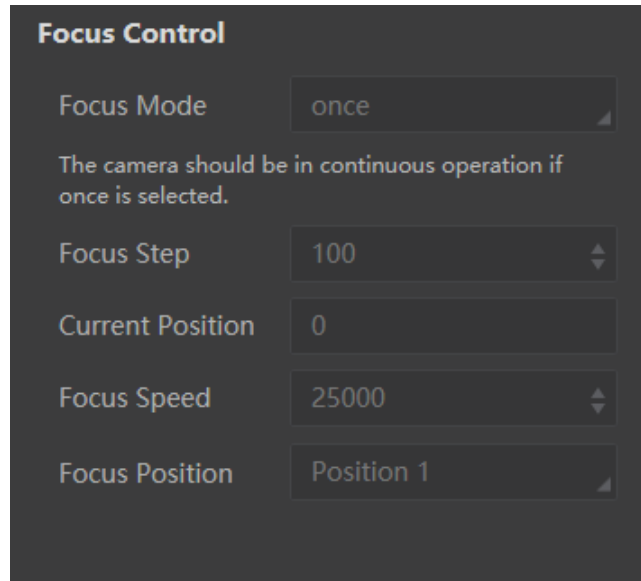 Focus Control
Focus Mode once
The camera should be in continuous operation if
once is selected.
Focus Step 100
Current Position 0
Focus Speed 25000
Focus Position Position 1